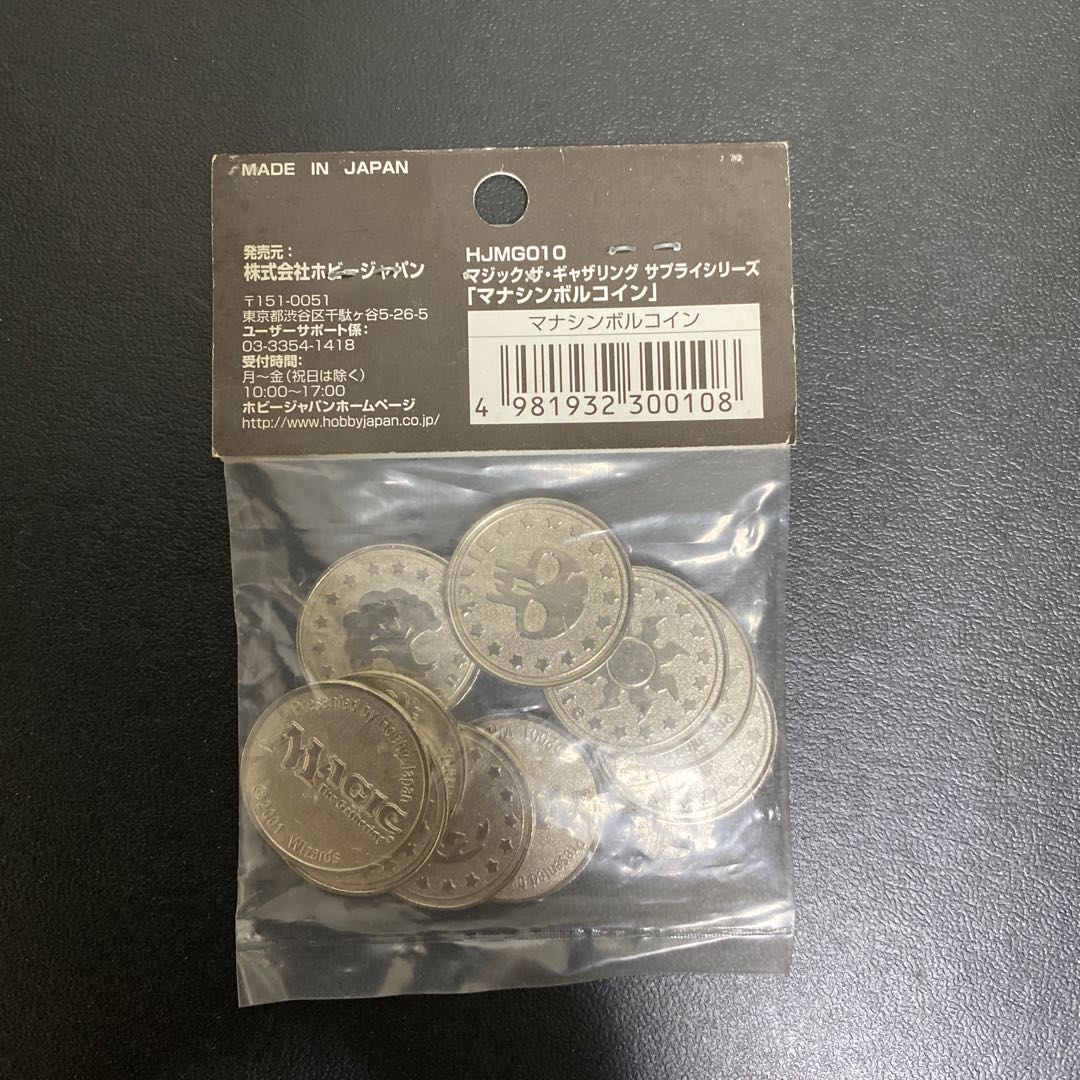 MADE IN JAPAN
発売元：
株式会社ホビージャパン
〒151-0051
東京都渋谷区千駄ヶ谷5-26-5
ユーザーサポート係：
03-3354-1418
受付時間：
月～金（祝日は除く）
10:00～17:00
ホビージャパンホームページ
http://www.hobbyjapan.co.jp/
HJMG010
マジック ザ・ギャザリング サプライシリーズ
「マナシンボルコイン」
マナシンボルコイン
4 981932 300108
Presented by Hobby Japan
MAGIC
The Gathering®
©2001 Wizards
Presented b